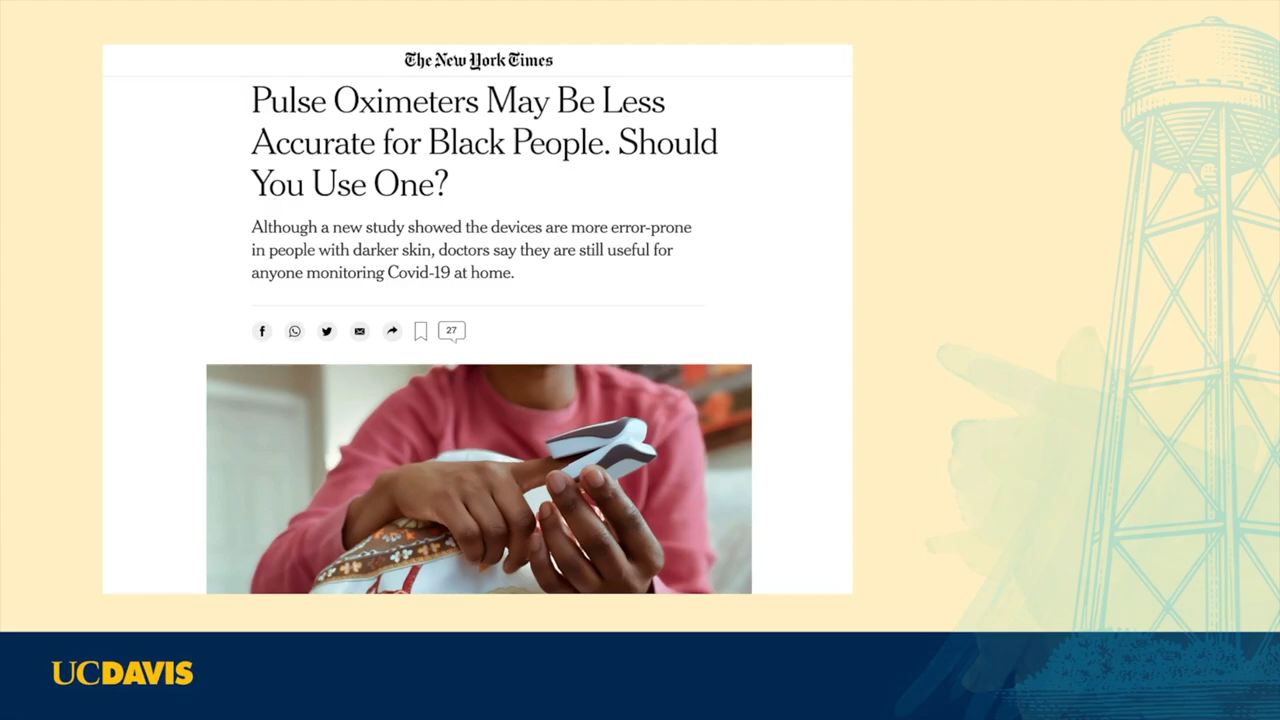 The New York Times
Pulse Oximeters May Be Less
Accurate for Black People. Should
You Use One?
Although a new study showed the devices are more error-prone
in people with darker skin, doctors say they are still useful for
anyone monitoring Covid-19 at home.
27
UCDAVIS